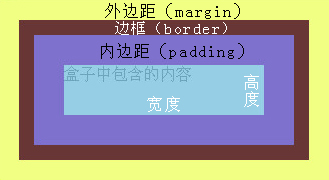 外边距（margin）
边框（border）
内边距（padding）
盒子中包含的内容
高度
宽度